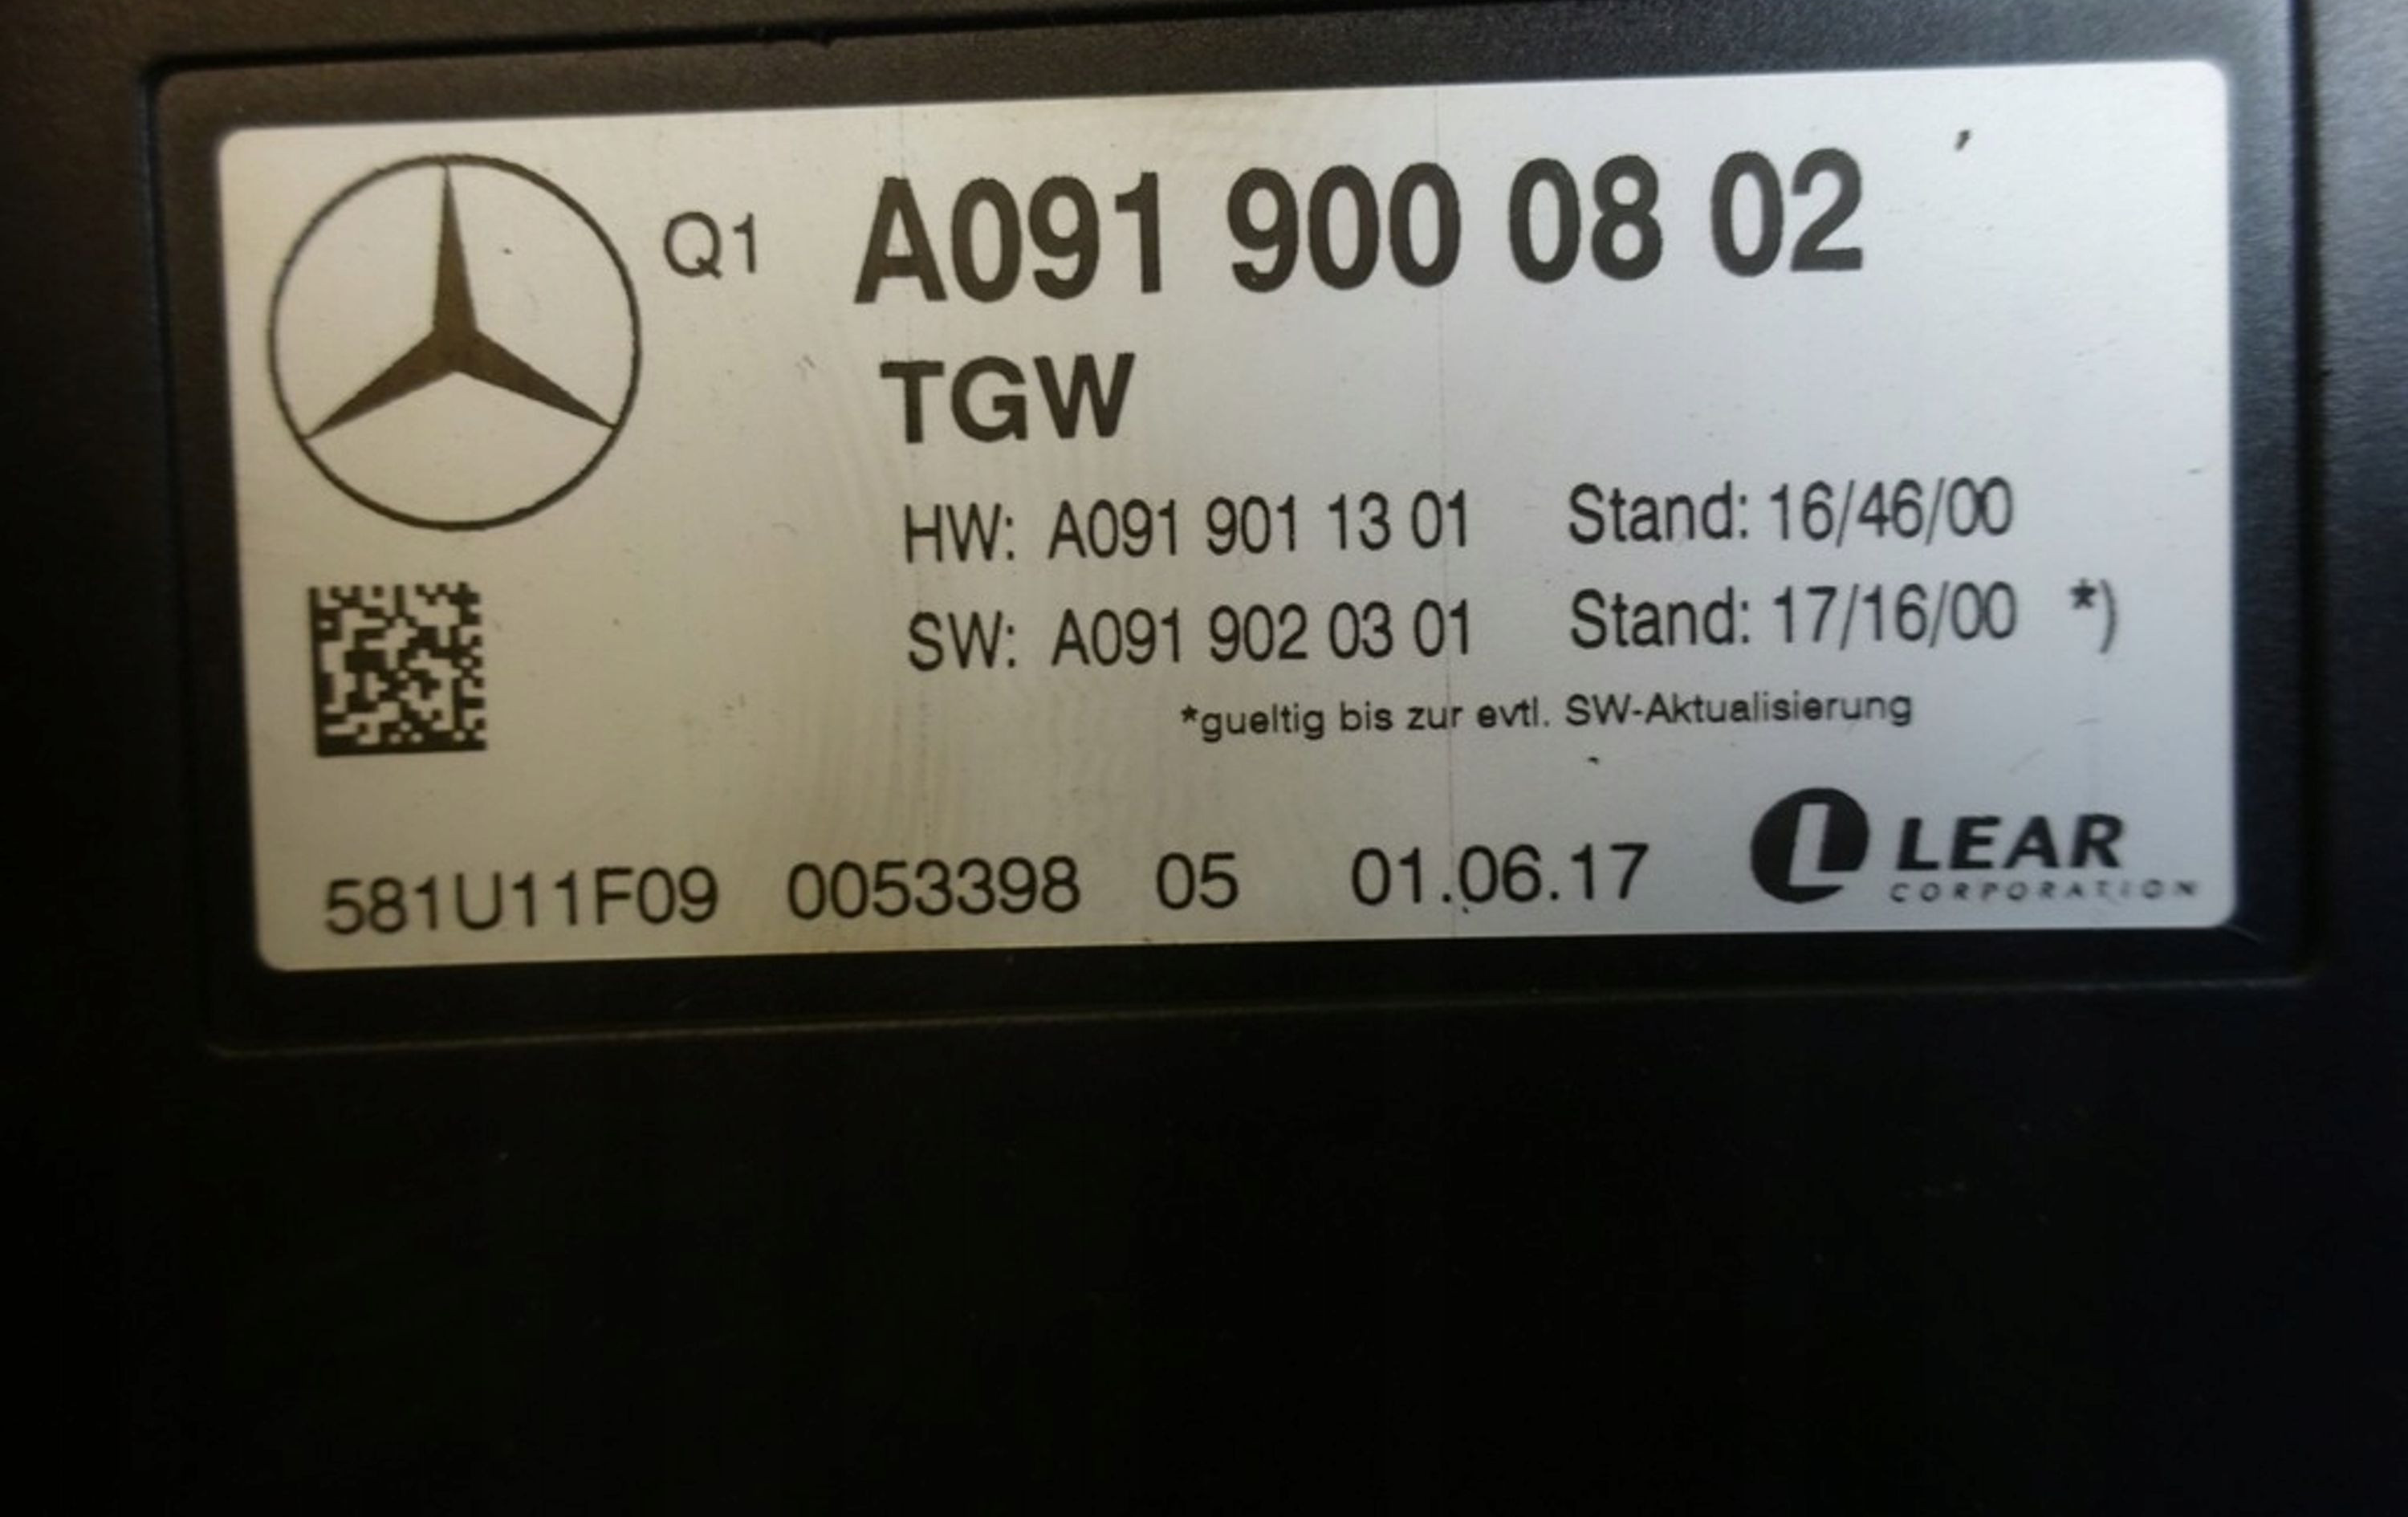 Q1 A091 900 08 02
TGW
HW: A091 901 13 01 Stand: 16/46/00
SW: A091 902 03 01 Stand: 17/16/00 *)
*gueltig bis zur evtl. SW-Aktualisierung
581U11F09 0053398 05 01.06.17 LEAR
CORPORATION